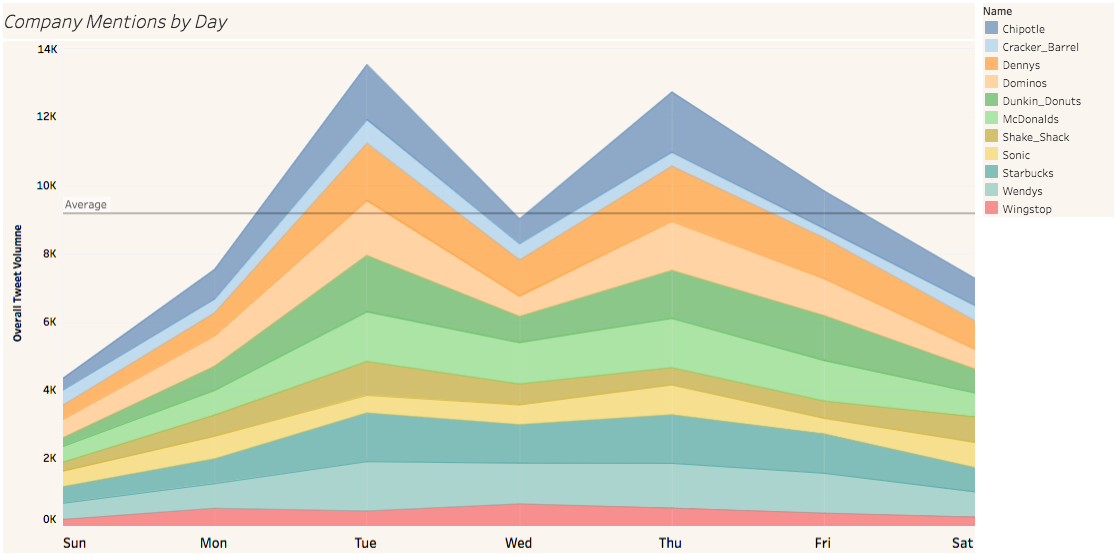 Company Mentions by Day
Name
Chipotle
Cracker_Barrel
Dennys
Dominos
Dunkin_Donuts
McDonalds
Shake_Shack
Sonic
Starbucks
Wendys
Wingstop
Overall Tweet Volumne
14K
12K
10K
Average
8K
6K
4K
2K
0K
Sun
Mon
Tue
Wed
Thu
Fri
Sat